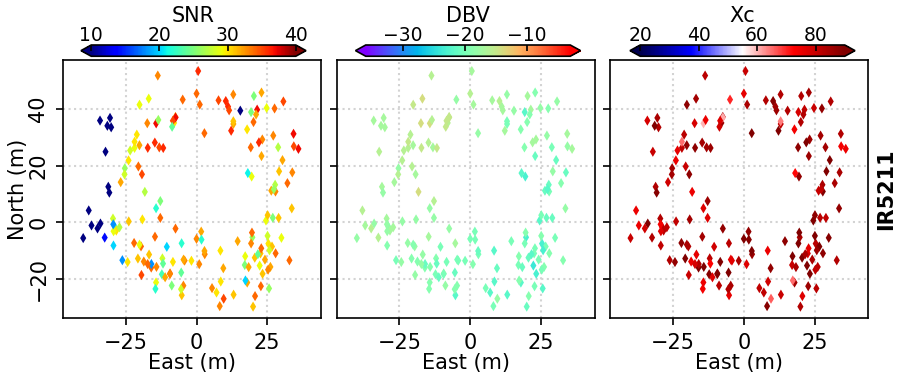 SNR DBV Xc
10 20 30 40 −30 −20 −10 20 40 60 80
40
20
0
−20
North (m)
IR5211
−25 0 25 −25 0 25 −25 0 25
East (m) East (m) East (m)